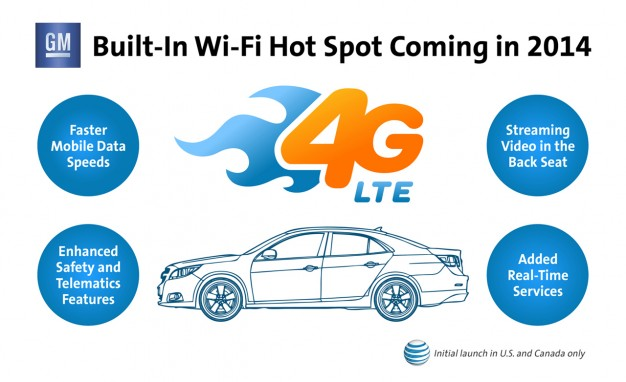 GM
Built-In Wi-Fi Hot Spot Coming in 2014
Faster
Mobile Data
Speeds
4G
LTE
Streaming
Video in the
Back Seat
Enhanced
Safety and
Telematics
Features
Added
Real-Time
Services
Initial launch in U.S. and Canada only